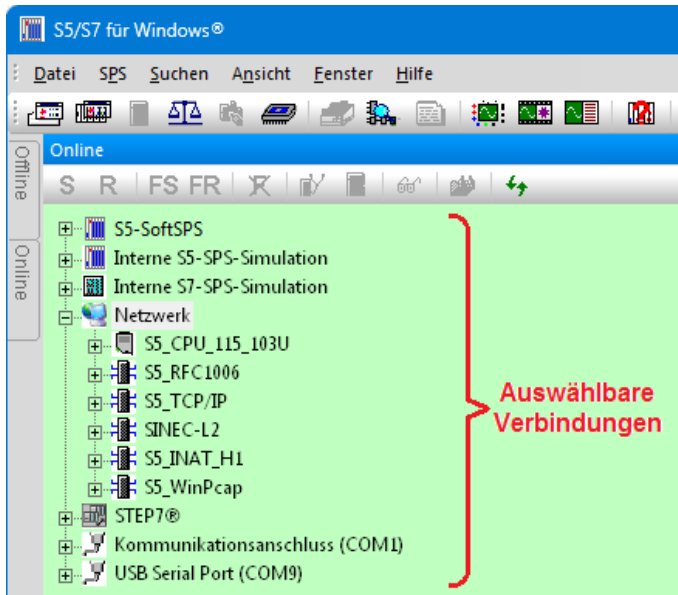 S5/S7 für Windows®
Datei SPS Suchen Ansicht Fenster Hilfe
Offline
Online
Online
S R FS FR
S5-SoftSPS
Interne S5-SPS-Simulation
Interne S7-SPS-Simulation
Netzwerk
S5_CPU_115_103U
S5_RFC1006
S5_TCP/IP
SINEC-L2
S5_INAT_H1
S5_WinPcap
STEP7®
Kommunikationsanschluss (COM1)
USB Serial Port (COM9)
Auswählbare
Verbindungen